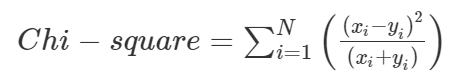 Chi − square = ∑_{i=1}^{N} ( (x_i − y_i)^2 / (x_i + y_i) )